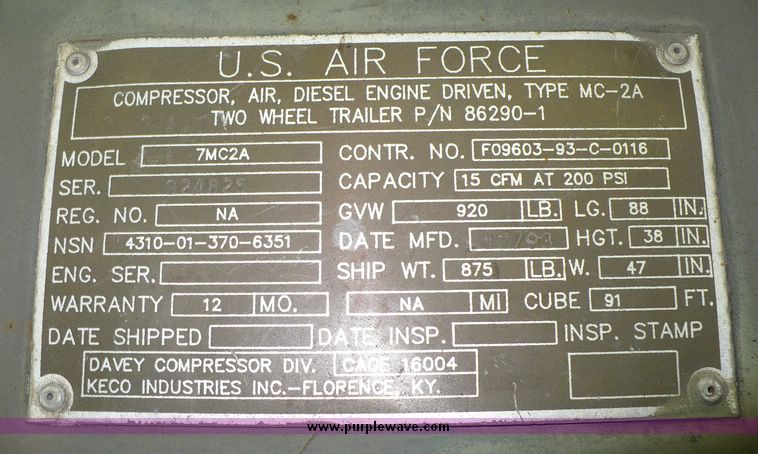 U.S. AIR FORCE
COMPRESSOR, AIR, DIESEL ENGINE DRIVEN, TYPE MC-2A
TWO WHEEL TRAILER P/N 86290-1
MODEL 7MC2A CONTR. NO. F09603-93-C-0116
SER. CAPACITY 15 CFM AT 200 PSI
REG. NO. NA GVW 920 LB. LG. 88 IN.
NSN 4310-01-370-6351 DATE MFD. HGT. 38 IN.
ENG. SER. SHIP WT. 875 LB. W. 47 IN.
WARRANTY 12 MO. NA MI CUBE 91 FT.
DATE SHIPPED DATE INSP. INSP. STAMP
DAVEY COMPRESSOR DIV. CAGE 16004
KECO INDUSTRIES INC.-FLORENCE, KY.
www.purplewave.com